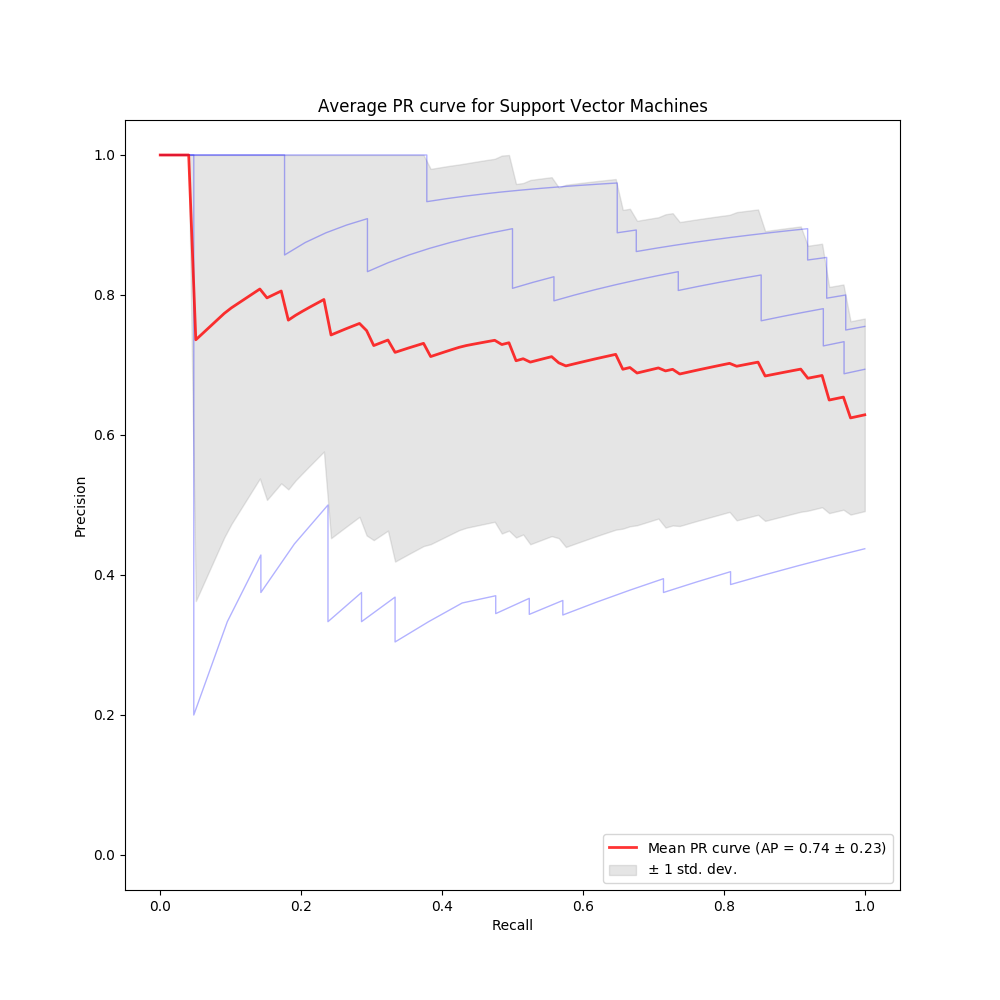 Average PR curve for Support Vector Machines
1.0
0.8
0.6
0.4
0.2
0.0
Precision
0.0 0.2 0.4 0.6 0.8 1.0
Recall
Mean PR curve (AP = 0.74 ± 0.23)
± 1 std. dev.